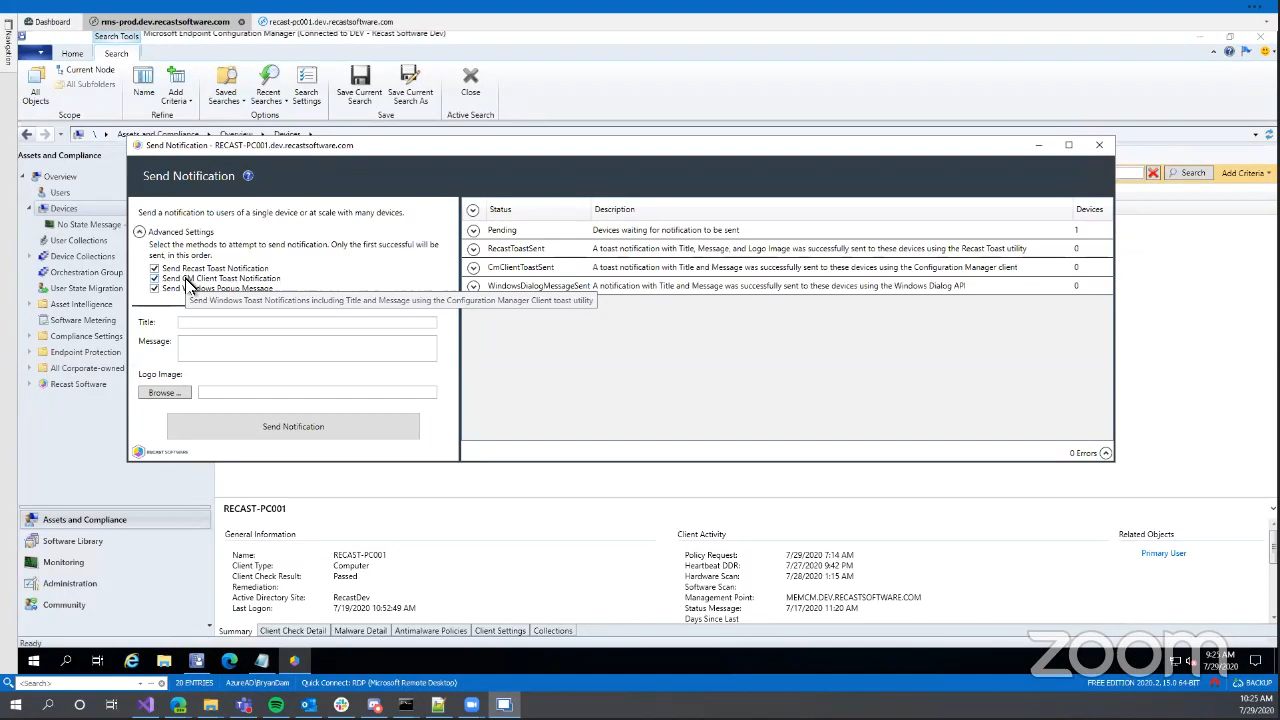 Dashboard rms-prod.dev.recastsoftware.com recast-pc001.dev.recastsoftware.com
Navigation
Microsoft Endpoint Configuration Manager (Connected to DEV - Recast Software Dev)
Search Tools
Home Search
All Objects
Current Node
All Subfolders
Name
Add Criteria
Saved Searches
Recent Searches
Search Settings
Save Current Search
Save Current Search As
Close
Scope Refine Options Save Active Search
\ Assets and Compliance Overview Devices
Assets and Compliance
Overview
Users
Devices
No State Message -
User Collections
Device Collections
Orchestration Group
User State Migration
Asset Intelligence
Software Metering
Compliance Settings
Endpoint Protection
All Corporate-owned
Recast Software
Search Add Criteria
Send Notification - RECAST-PC001.dev.recastsoftware.com
Send Notification
Send a notification to users of a single device or at scale with many devices.
Advanced Settings
Select the methods to attempt to send notification. Only the first successful will be
sent, in this order.
Send Recast Toast Notification
Send CM Client Toast Notification
Send Windows Popup Message
Send Windows Toast Notifications including Title and Message using the Configuration Manager Client toast utility
Title:
Message:
Logo Image:
Browse ...
Send Notification
RECAST SOFTWARE
Status Description Devices
Pending Devices waiting for notification to be sent 1
RecastToastSent A toast notification with Title, Message, and Logo Image was successfully sent to these devices using the Recast Toast utility 0
CmClientToastSent A toast notification with Title and Message was successfully sent to these devices using the Configuration Manager client 0
WindowsDialogMessageSent A notification with Title and Message was successfully sent to these devices using the Windows Dialog API 0
0 Errors
Assets and Compliance
Software Library
Monitoring
Administration
Community
RECAST-PC001
General Information
Name: RECAST-PC001
Client Type: Computer
Client Check Result: Passed
Remediation:
Active Directory Site: RecastDev
Last Logon: 7/19/2020 10:52:49 AM
Client Activity
Policy Request: 7/29/2020 7:14 AM
Heartbeat DDR: 7/27/2020 9:42 PM
Hardware Scan: 7/28/2020 1:15 AM
Software Scan:
Management Point: MEMCM.DEV.RECASTSOFTWARE.COM
Status Message: 7/17/2020 11:20 AM
Days Since Last
Related Objects
Primary User
Summary Client Check Detail Malware Detail Antimalware Policies Client Settings Collections
Ready
zoom
9:25 AM
7/29/2020
<Search> 20 ENTRIES AzureAD\BryanDam Quick Connect: RDP (Microsoft Remote Desktop) FREE EDITION 2020.2, 15.0 64-BIT BACKUP
10:25 AM
7/29/2020